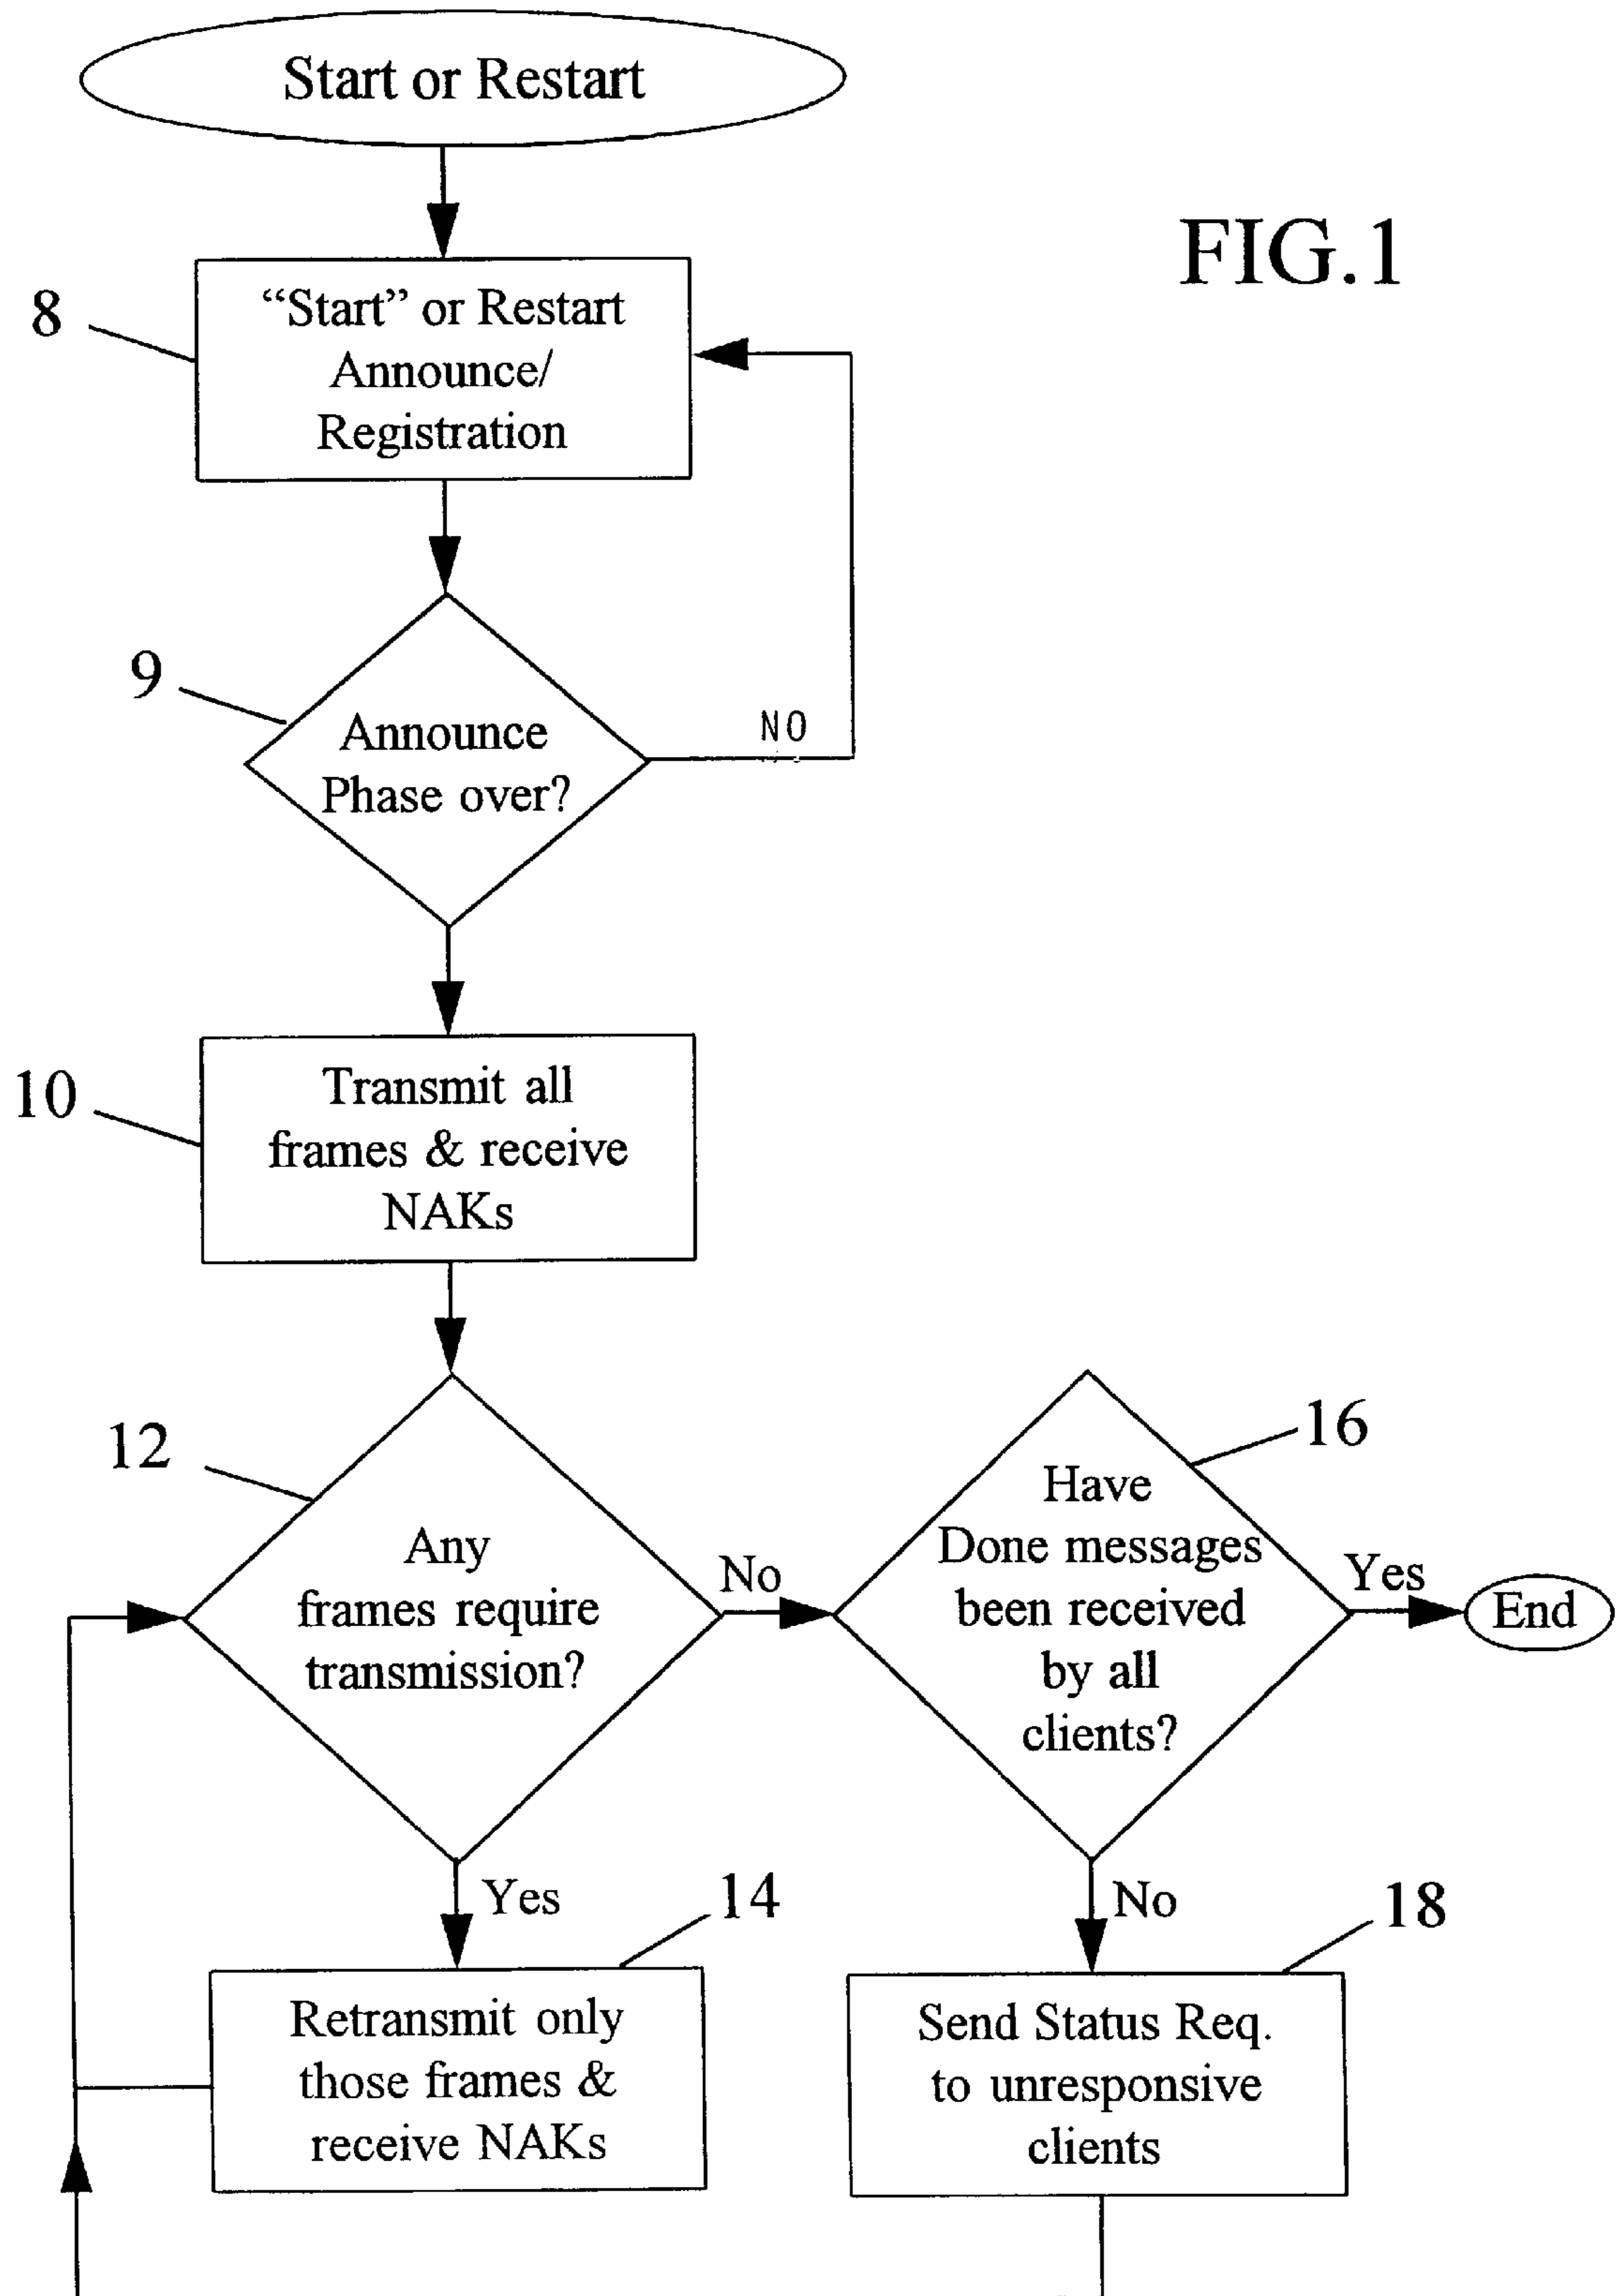 Start or Restart
FIG.1
8
“Start” or Restart
Announce/
Registration
9
Announce
Phase over?
NO
10
Transmit all
frames & receive
NAKs
12
Any
frames require
transmission?
No
16
Have
Done messages
been received
by all
clients?
Yes
End
Yes
14
No
18
Retransmit only
those frames &
receive NAKs
Send Status Req.
to unresponsive
clients